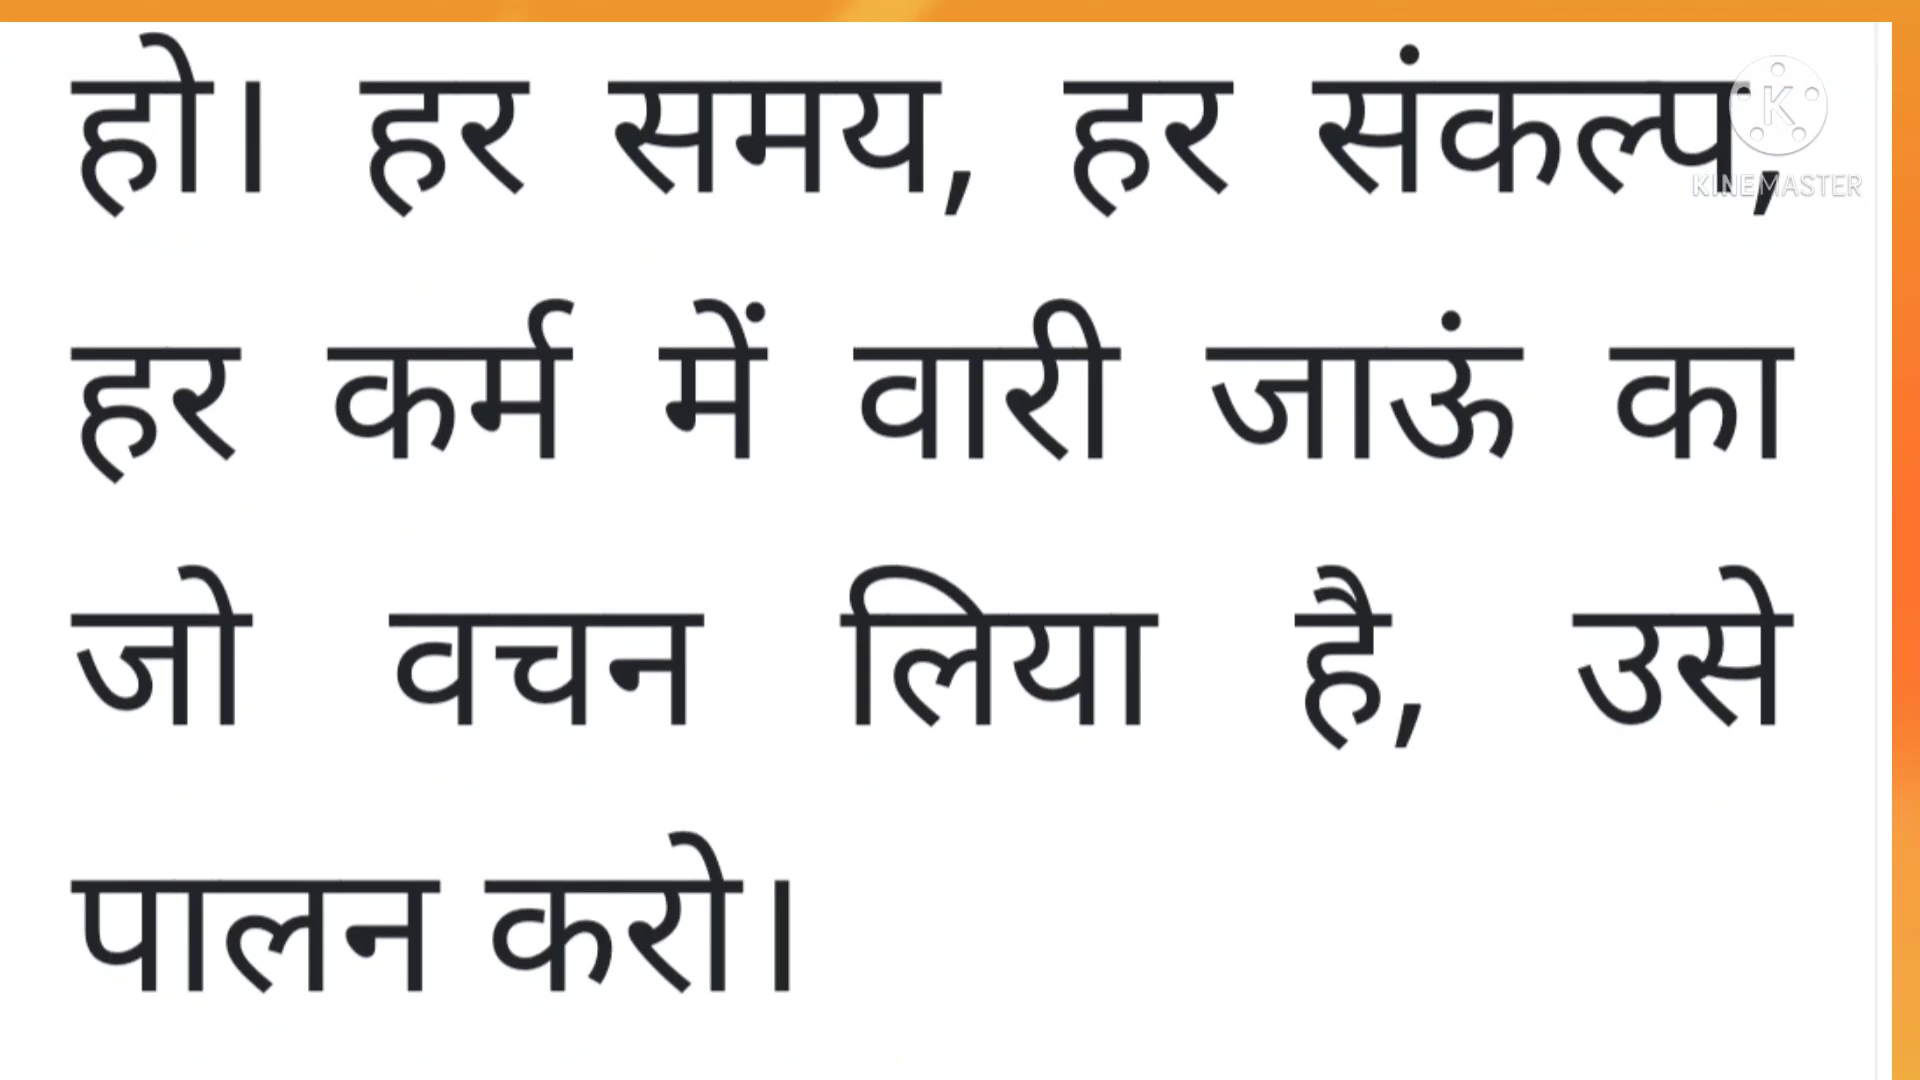 हो। हर समय, हर संकल्प,
KINEMASTER
हर कर्म में वारी जाऊं का
जो वचन लिया है, उसे
पालन करो।